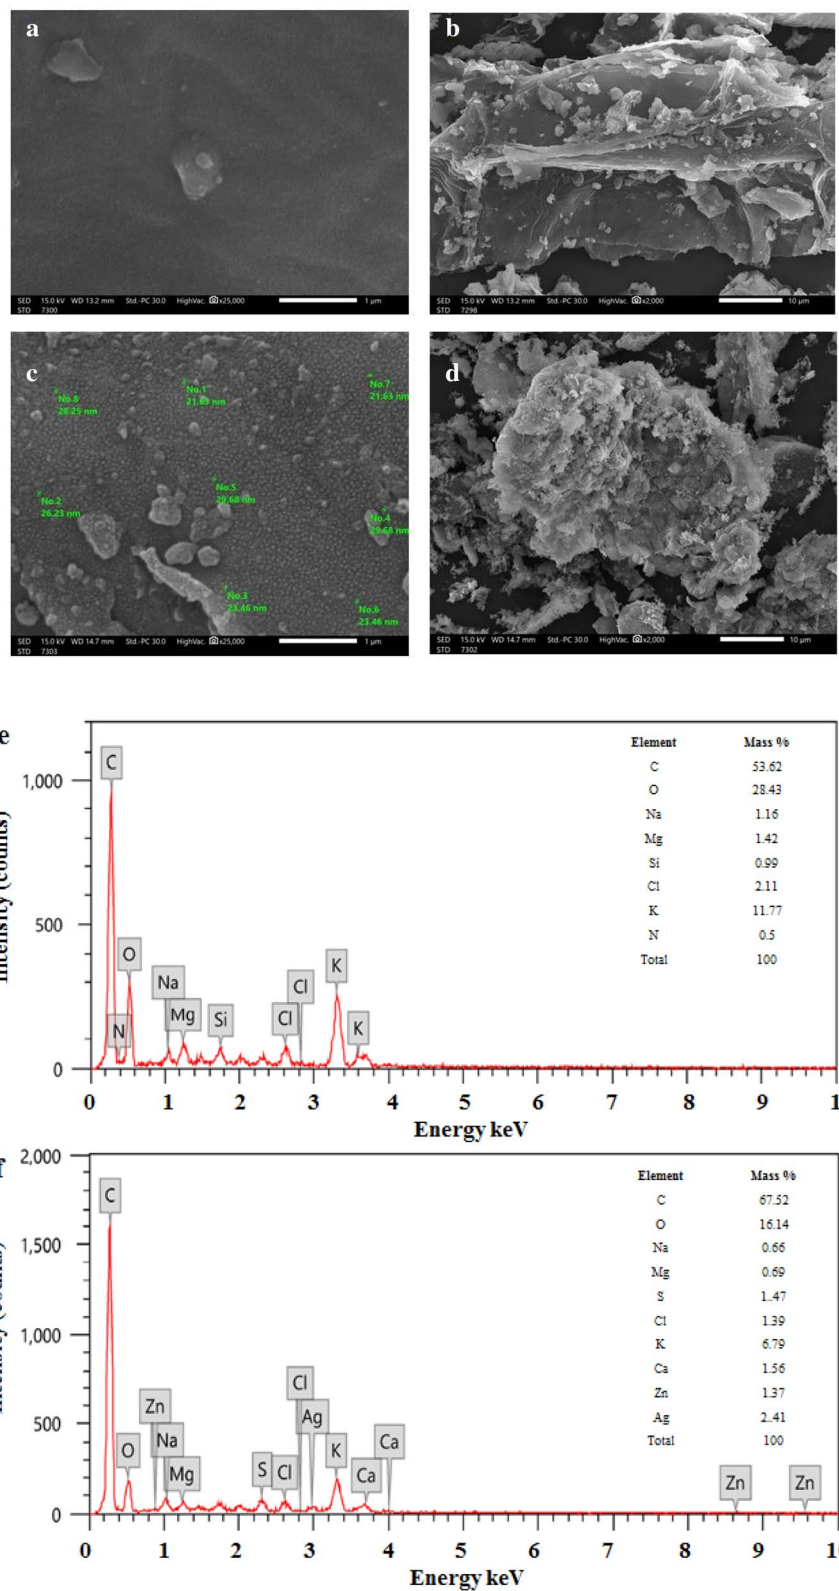 a
SED 15.0 kV WD 13.2 mm Std.-PC 30.0 HighVac. x25,000 1 µm
STD 7300
b
SED 15.0 kV WD 13.2 mm Std.-PC 30.0 HighVac. x2,000 10 µm
STD 7298
c
No.7
21.63 nm
No.1
21.63 nm
No.8
28.25 nm
No.5
29.68 nm
No.2
26.23 nm
No.4
29.68 nm
No.3
23.46 nm
No.6
23.46 nm
SED 15.0 kV WD 14.7 mm Std.-PC 30.0 HighVac. x25,000 1 µm
STD 7303
d
SED 15.0 kV WD 14.7 mm Std.-PC 30.0 HighVac. x2,000 10 µm
STD 7302
e
Intensity (counts)
1,000
500
0
C
O
N
Na
Mg
Si
Cl
Cl
K
K
Element Mass %
C 53.62
O 28.43
Na 1.16
Mg 1.42
Si 0.99
Cl 2.11
K 11.77
N 0.5
Total 100
0 1 2 3 4 5 6 7 8 9
Energy keV
2,000
1,500
1,000
500
0
C
O
Zn
Na
Mg
S
Cl
Cl
Ag
K
Ca
Ca
Zn
Zn
Element Mass %
C 67.52
O 16.14
Na 0.66
Mg 0.69
S 1.47
Cl 1.39
K 6.79
Ca 1.56
Zn 1.37
Ag 2.41
Total 100
0 1 2 3 4 5 6 7 8 9
Energy keV